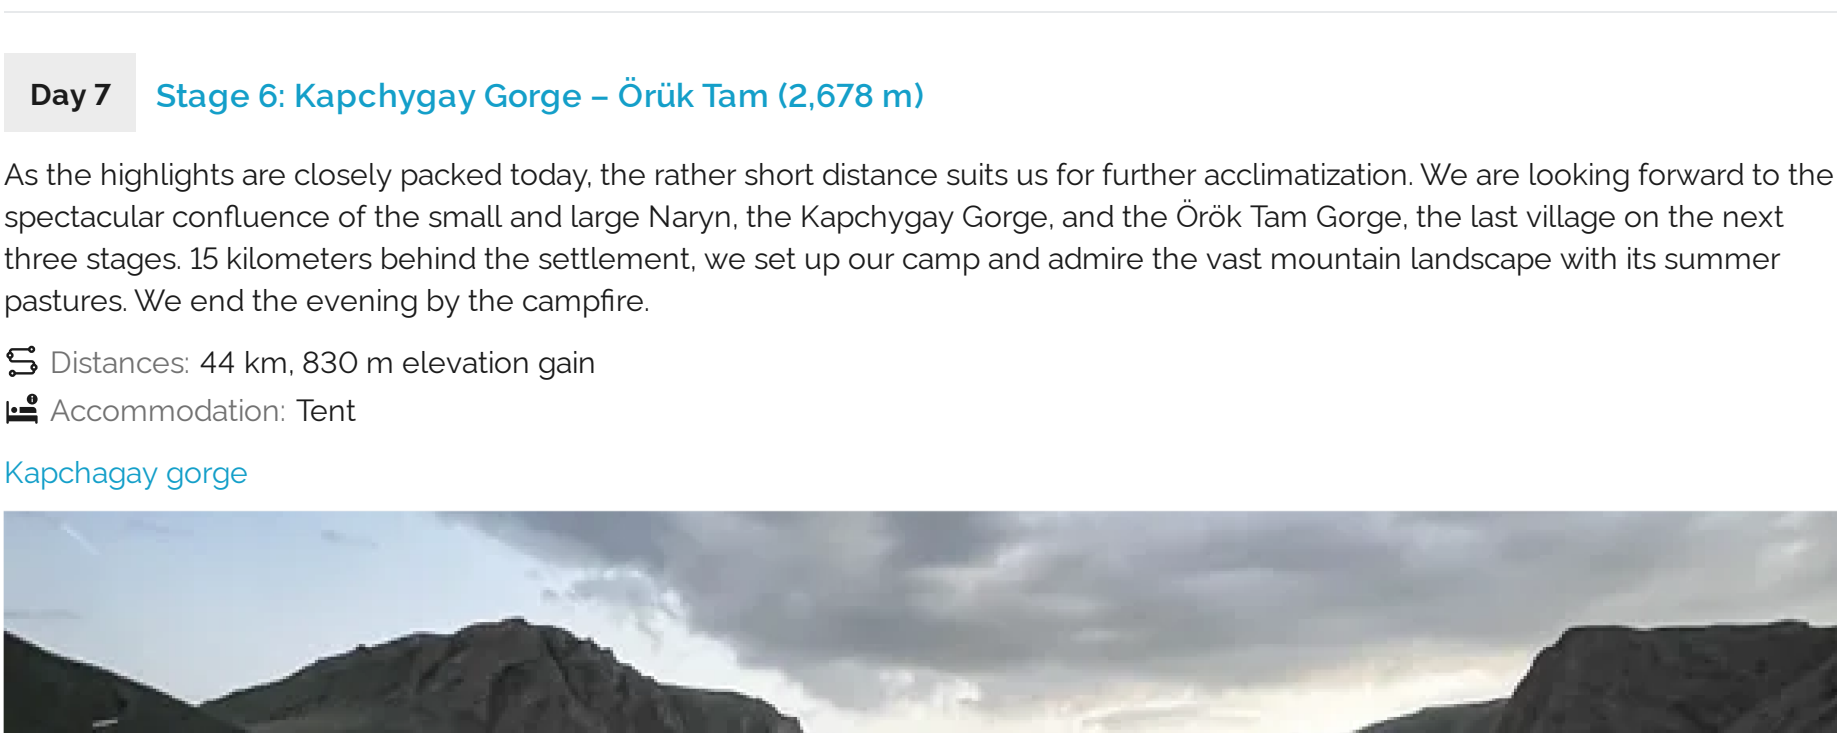 Day 7
Stage 6: Kapchygay Gorge – Örük Tam (2,678 m)
As the highlights are closely packed today, the rather short distance suits us for further acclimatization. We are looking forward to the
spectacular confluence of the small and large Naryn, the Kapchygay Gorge, and the Örök Tam Gorge, the last village on the next
three stages. 15 kilometers behind the settlement, we set up our camp and admire the vast mountain landscape with its summer
pastures. We end the evening by the campfire.
Distances: 44 km, 830 m elevation gain
Accommodation: Tent
Kapchagay gorge